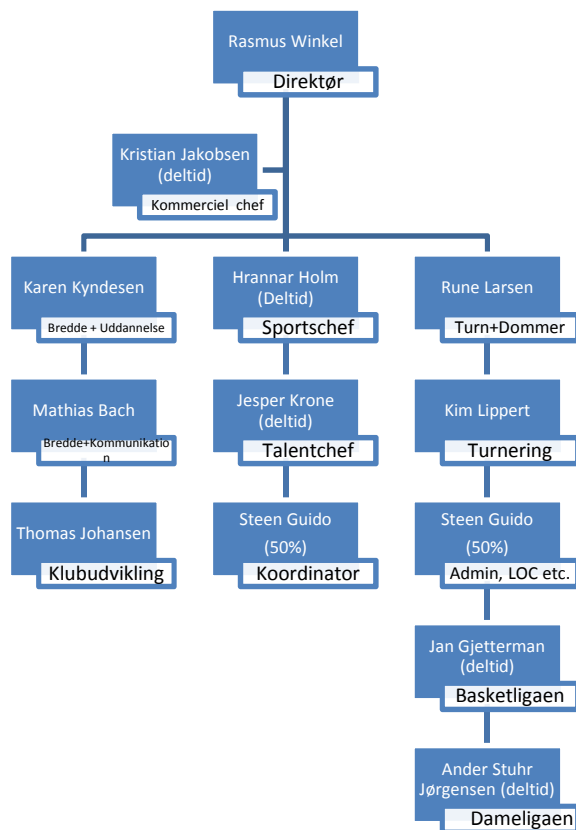 Rasmus Winkel
Direktør
Kristian Jakobsen
(deltid)
Kommerciel chef
Karen Kyndesen
Bredde + Uddannelse
Hrannar Holm
(Deltid)
Sportschef
Rune Larsen
Turn+Dommer
Mathias Bach
Bredde+Kommunikatio
n
Jesper Krone
(deltid)
Talentchef
Kim Lippert
Turnering
Thomas Johansen
Klubudvikling
Steen Guido
(50%)
Koordinator
Steen Guido
(50%)
Admin, LOC etc.
Jan Gjetterman
(deltid)
Basketligaen
Ander Stuhr
Jørgensen (deltid)
Dameligaen